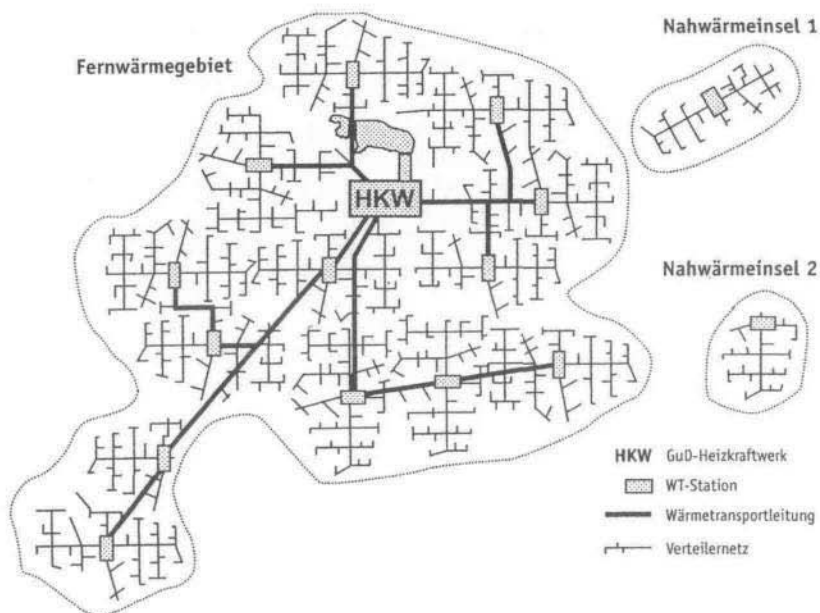 Nahwärmeinsel 1
Fernwärmegebiet
HKW
Nahwärmeinsel 2
HKW GuD-Heizkraftwerk
WT-Station
Wärmetransportleitung
Verteilernetz